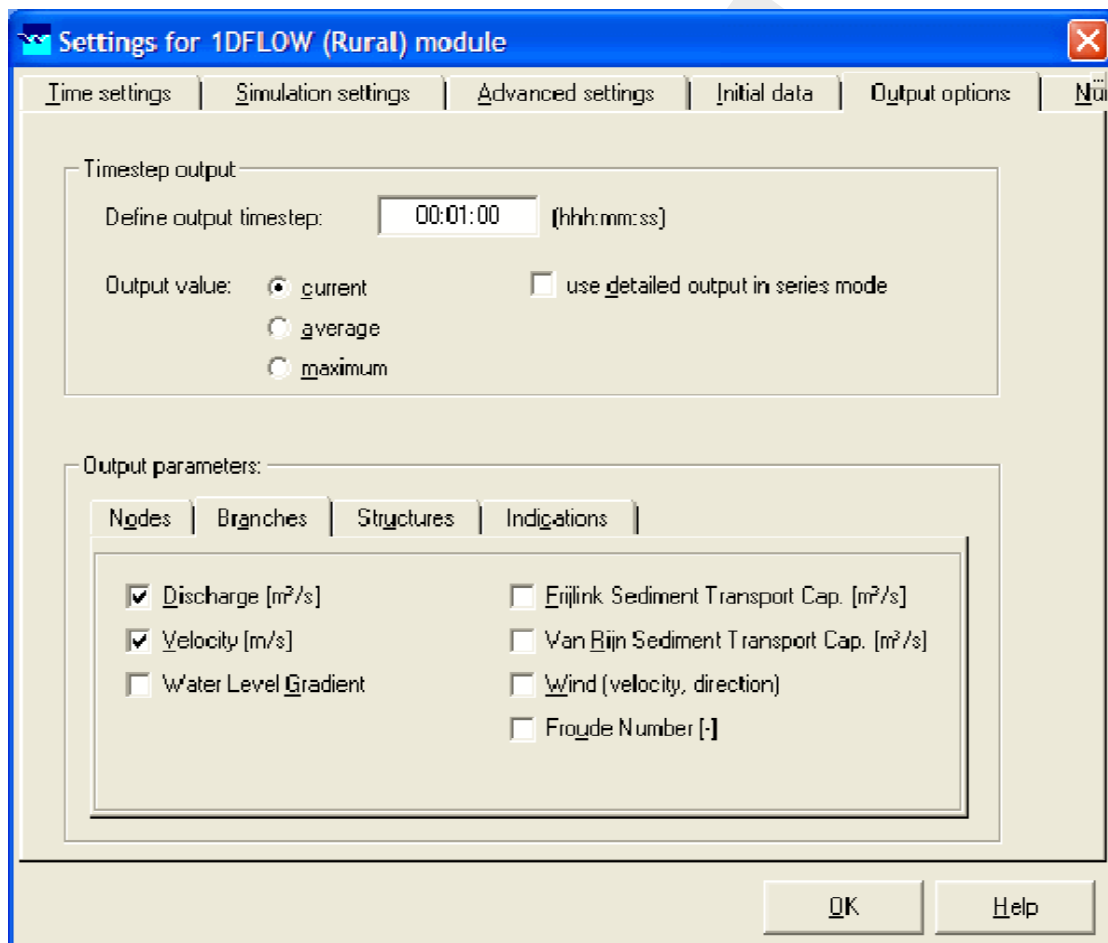 Settings for 1DFLOW (Rural) module
Time settings Simulation settings Advanced settings Initial data Output options
Timestep output
Define output timestep: 00:01:00 (hhh:mm:ss)
Output value: current use detailed output in series mode
average
maximum
Output parameters:
Nodes Branches Structures Indications
Discharge [m³/s] Frijlink Sediment Transport Cap. [m³/s]
Velocity [m/s] Van Rijn Sediment Transport Cap. [m³/s]
Water Level Gradient Wind (velocity, direction)
Froude Number [-]
OK Help